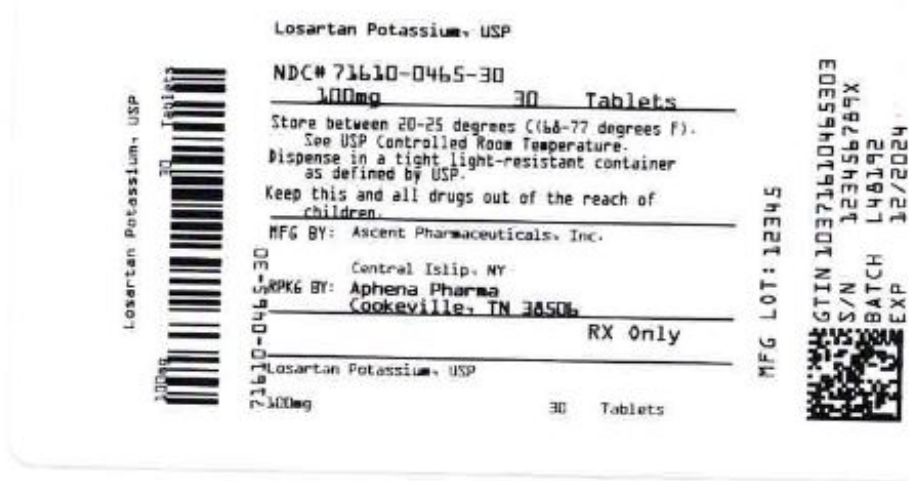 Losartan Potassium, USP
NDC# 71610-0465-30
100mg 30 Tablets
Store between 20-25 degrees C(68-77 degrees F).
See USP Controlled Room Temperature.
Dispense in a tight light-resistant container
as defined by USP.
Keep this and all drugs out of the reach of
children.
MFG BY: Ascent Pharmaceuticals, Inc.
Central Islip, NY
RPKG BY: Aphena Pharma
Cookeville, TN 38506
RX Only
Losartan Potassium, USP
100mg 30 Tablets
Losartan Potassium, USP
100mg 30 Tablets
71610-0465-30
MFG LOT: 12345
GTIN 10371610465303
S/N 123456789X
BATCH L48192
EXP 12/2024